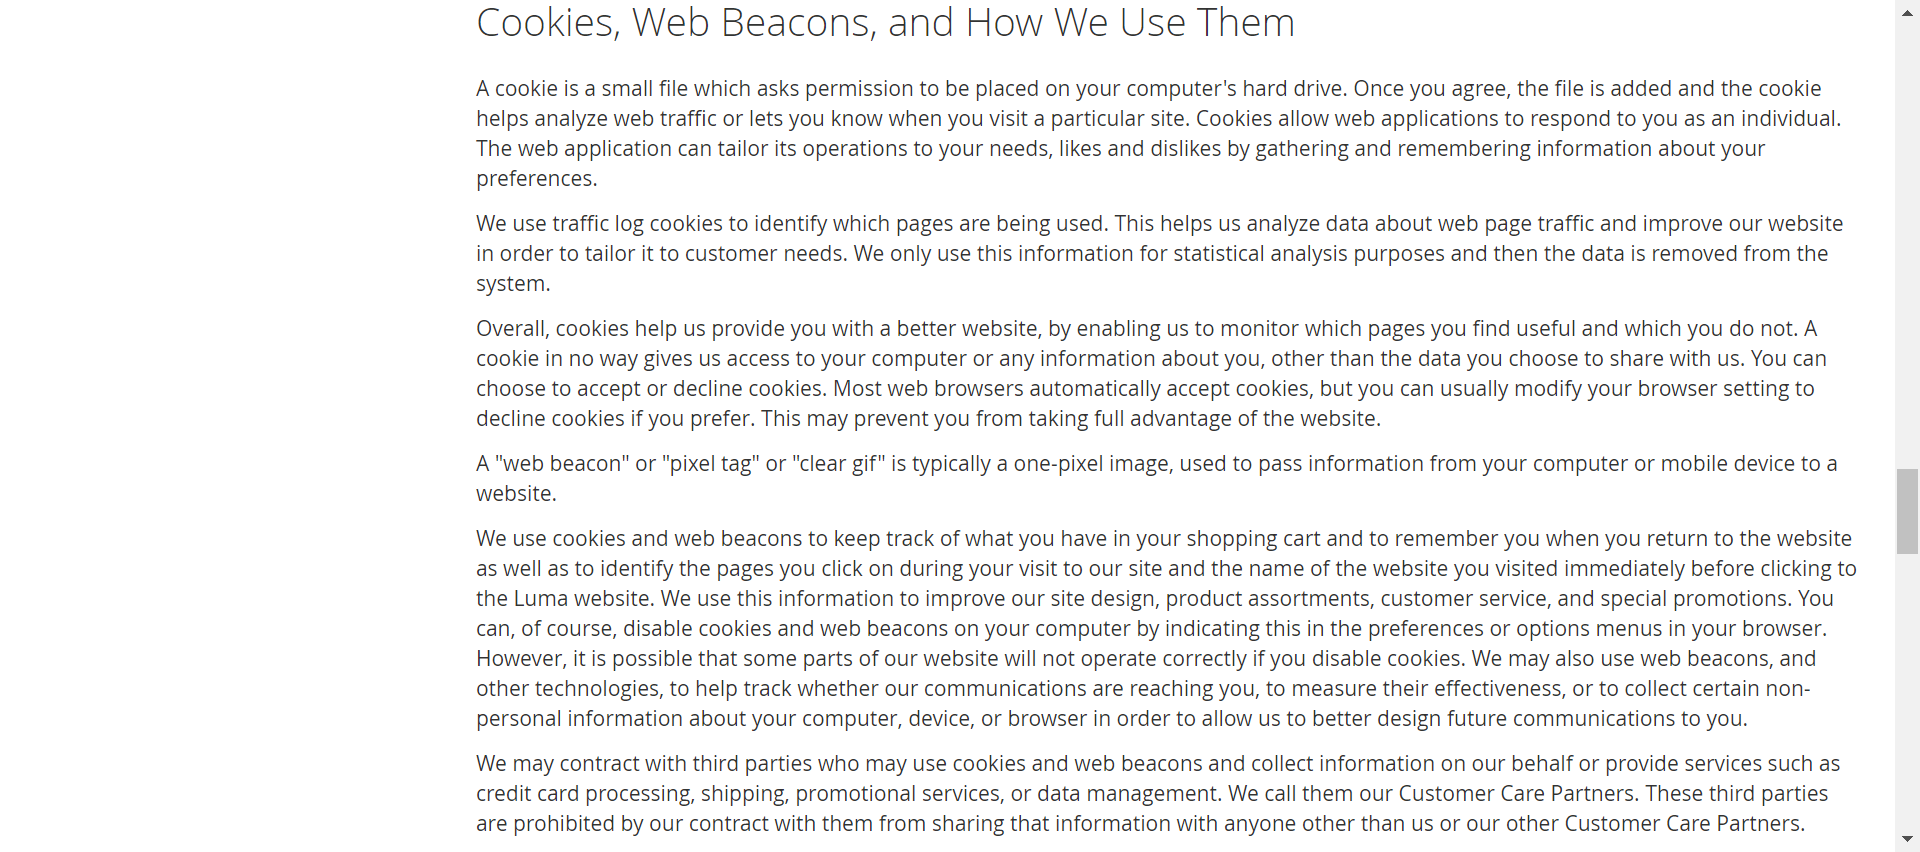 Cookies, Web Beacons, and How We Use Them
A cookie is a small file which asks permission to be placed on your computer's hard drive. Once you agree, the file is added and the cookie
helps analyze web traffic or lets you know when you visit a particular site. Cookies allow web applications to respond to you as an individual.
The web application can tailor its operations to your needs, likes and dislikes by gathering and remembering information about your
preferences.
We use traffic log cookies to identify which pages are being used. This helps us analyze data about web page traffic and improve our website
in order to tailor it to customer needs. We only use this information for statistical analysis purposes and then the data is removed from the
system.
Overall, cookies help us provide you with a better website, by enabling us to monitor which pages you find useful and which you do not. A
cookie in no way gives us access to your computer or any information about you, other than the data you choose to share with us. You can
choose to accept or decline cookies. Most web browsers automatically accept cookies, but you can usually modify your browser setting to
decline cookies if you prefer. This may prevent you from taking full advantage of the website.
A "web beacon" or "pixel tag" or "clear gif" is typically a one-pixel image, used to pass information from your computer or mobile device to a
website.
We use cookies and web beacons to keep track of what you have in your shopping cart and to remember you when you return to the website
as well as to identify the pages you click on during your visit to our site and the name of the website you visited immediately before clicking to
the Luma website. We use this information to improve our site design, product assortments, customer service, and special promotions. You
can, of course, disable cookies and web beacons on your computer by indicating this in the preferences or options menus in your browser.
However, it is possible that some parts of our website will not operate correctly if you disable cookies. We may also use web beacons, and
other technologies, to help track whether our communications are reaching you, to measure their effectiveness, or to collect certain non-
personal information about your computer, device, or browser in order to allow us to better design future communications to you.
We may contract with third parties who may use cookies and web beacons and collect information on our behalf or provide services such as
credit card processing, shipping, promotional services, or data management. We call them our Customer Care Partners. These third parties
are prohibited by our contract with them from sharing that information with anyone other than us or our other Customer Care Partners.